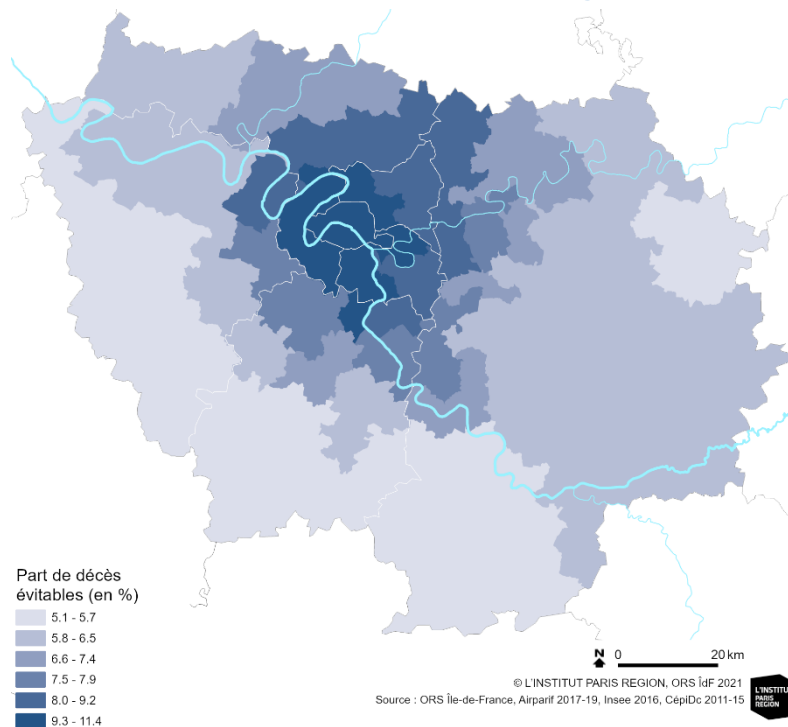 Part de décès
évitables (en %)
5.1 - 5.7
5.8 - 6.5
6.6 - 7.4
7.5 - 7.9
8.0 - 9.2
9.3 - 11.4
N 0 20 km
© L'INSTITUT PARIS REGION, ORS ÎdF 2021
Source : ORS Île-de-France, Airparif 2017-19, Insee 2016, CépiDc 2011-15
L'INSTITUT
PARIS
REGION